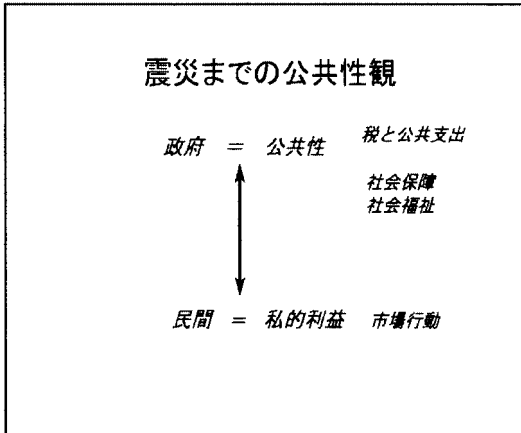 震災までの公共性観
政府 = 公共性 税と公共支出
社会保障
社会福祉
民間 = 私的利益 市場行動